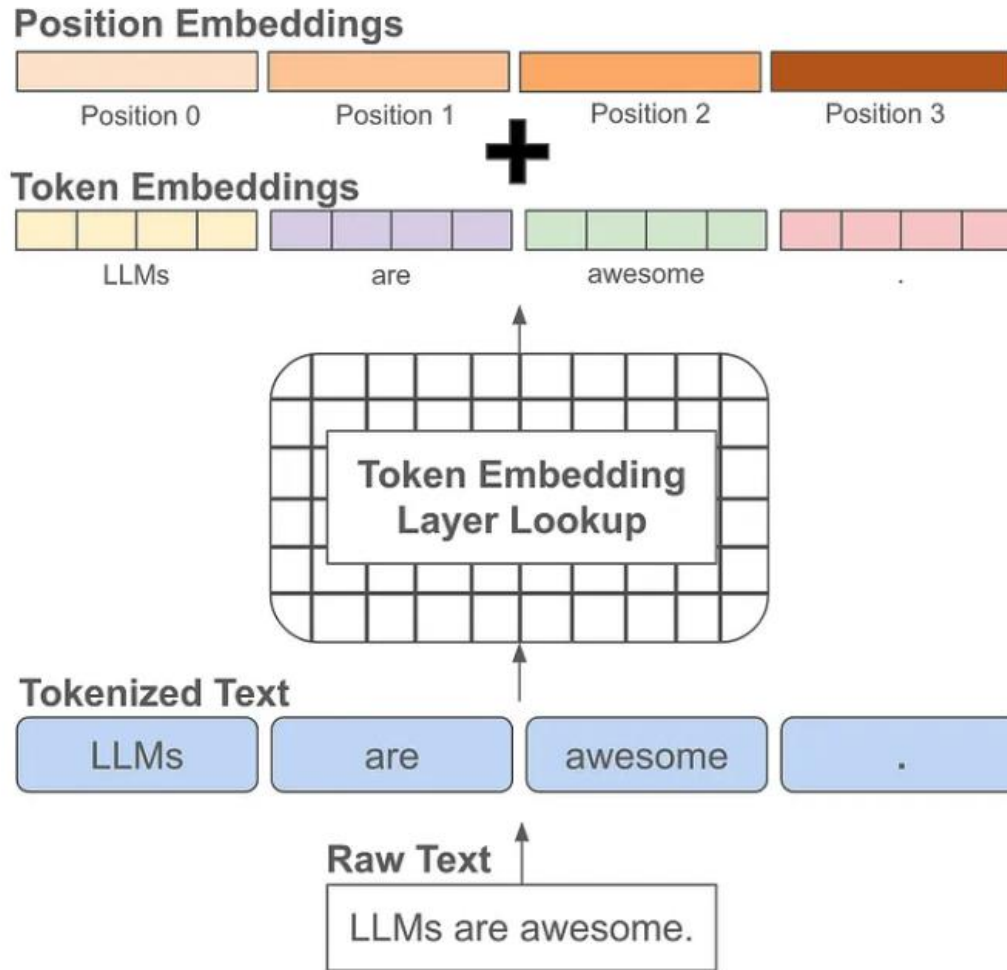 Position Embeddings
Position 0 Position 1 Position 2 Position 3
Token Embeddings
LLMs are awesome .
Token Embedding
Layer Lookup
Tokenized Text
LLMs are awesome .
Raw Text
LLMs are awesome.